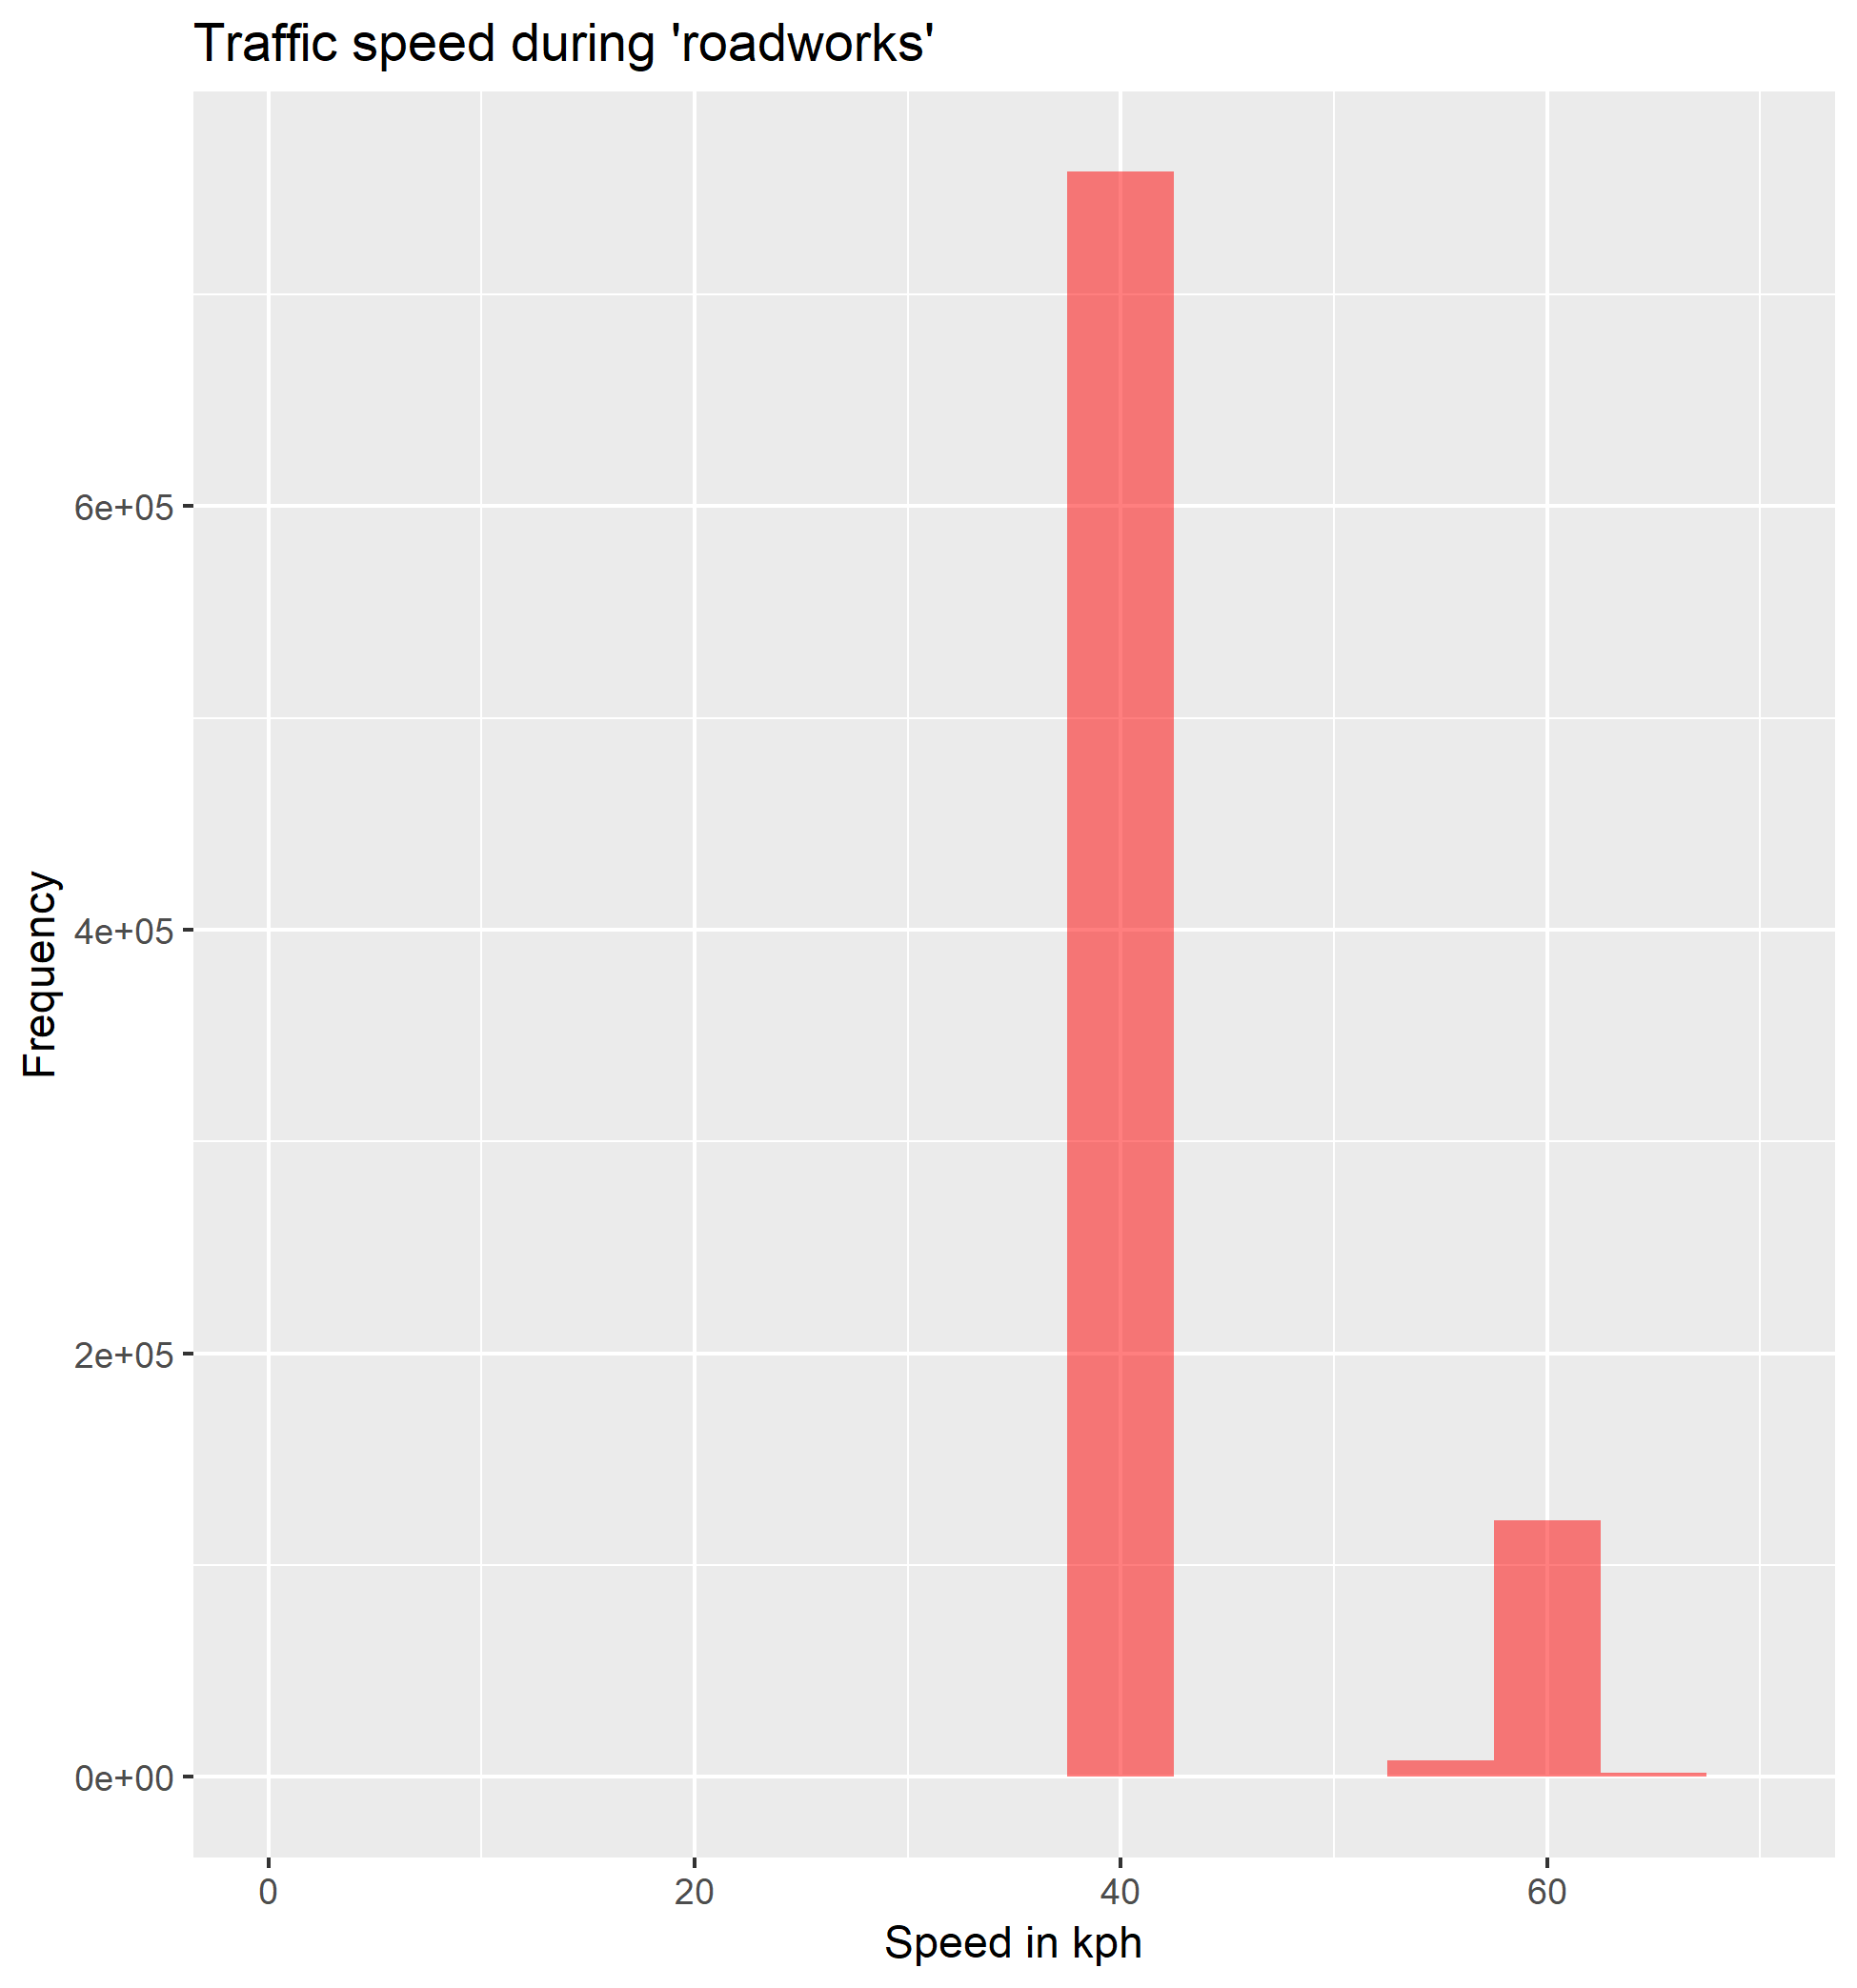 Traffic speed during 'roadworks'
Frequency
6e+05
4e+05
2e+05
0e+00
0
20
40
60
Speed in kph